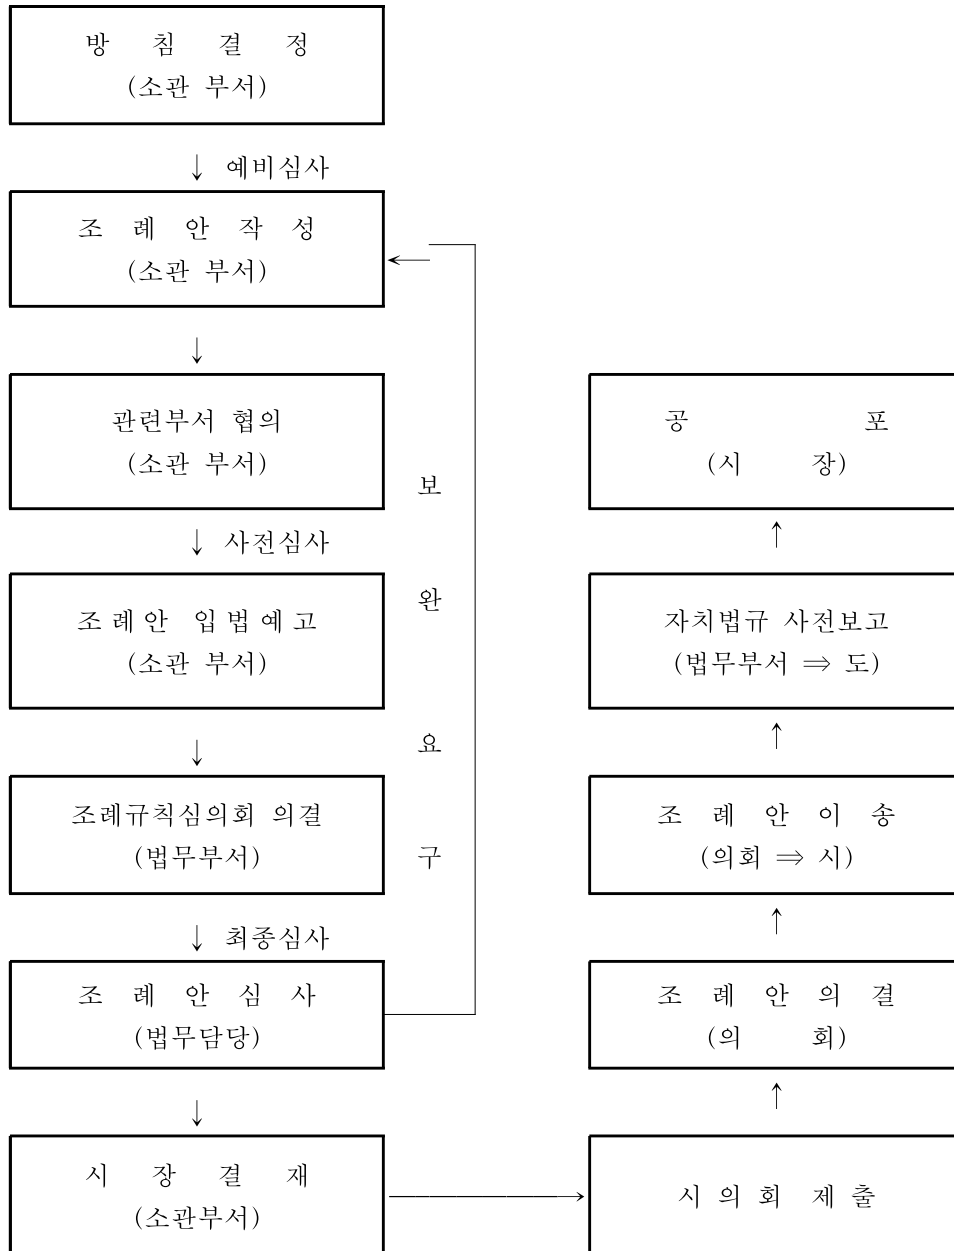 방 침 결 정
(소관 부서)
↓ 예비심사
조 례 안 작 성
(소관 부서)
↓
관련부서 협의
(소관 부서)
↓ 사전심사
조례안 입법예고
(소관 부서)
↓
조례규칙심의회 의결
(법무부서)
↓ 최종심사
조 례 안 심 사
(법무담당)
↓
시 장 결 재
(소관부서)
보
완
요
구
시 의 회 제 출
↑
조 례 안 의 결
(의 회)
↑
조 례 안 이 송
(의회 ⇒ 시)
↑
자치법규 사전보고
(법무부서 ⇒ 도)
↑
공 포
(시 장)